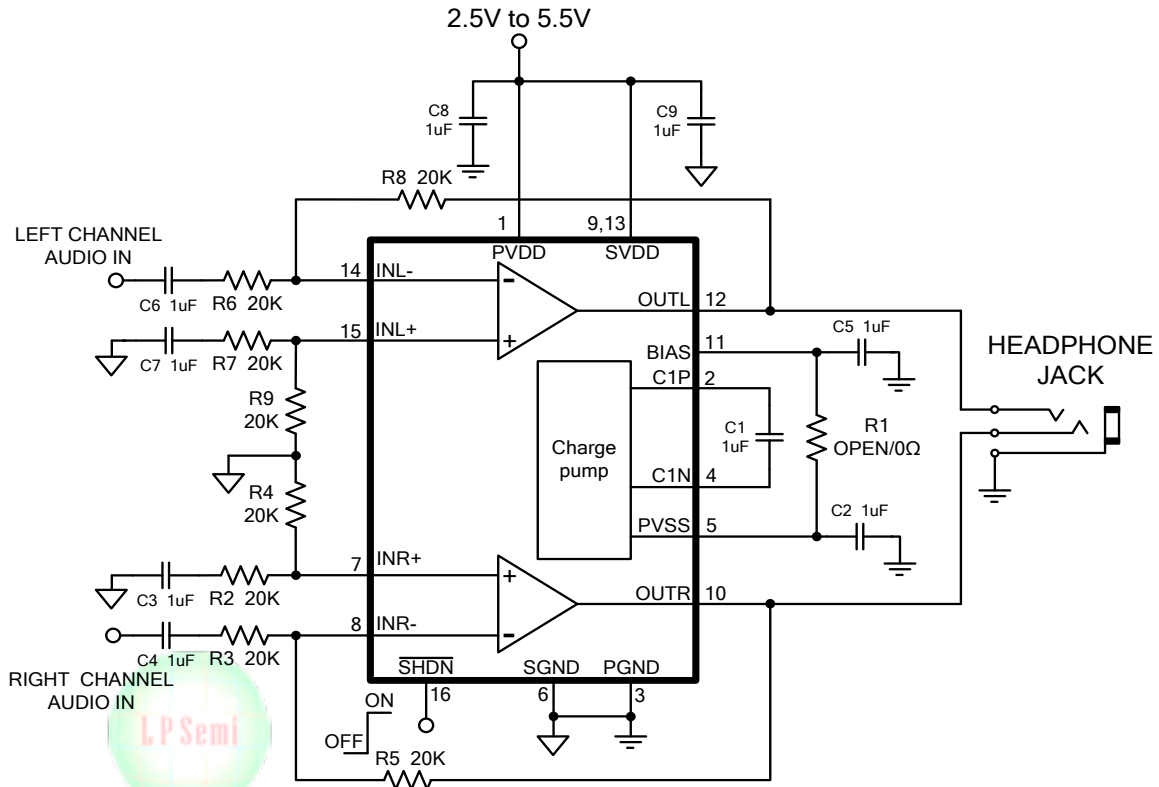 2.5V to 5.5V
C8
1uF
C9
1uF
R8 20K
1
9,13
PVDD
SVDD
LEFT CHANNEL
AUDIO IN
C6 1uF
R6 20K
14
INL-
OUTL
12
C7 1uF
R7
20K
15
INL+
BIAS
11
C5 1uF
HEADPHONE
JACK
R9
20K
C1P
2
Charge
pump
C1
1uF
R1
OPEN/0Ω
R4
20K
C1N
4
PVSS
5
C2 1uF
C3 1uF
R2 20K
7
INR+
OUTR
10
C4 1uF
R3 20K
8
INR-
RIGHT CHANNEL
AUDIO IN
SHDN
16
SGND
6
PGND
3
ON
OFF
LPSemi
R5 20K
-
+
+
-